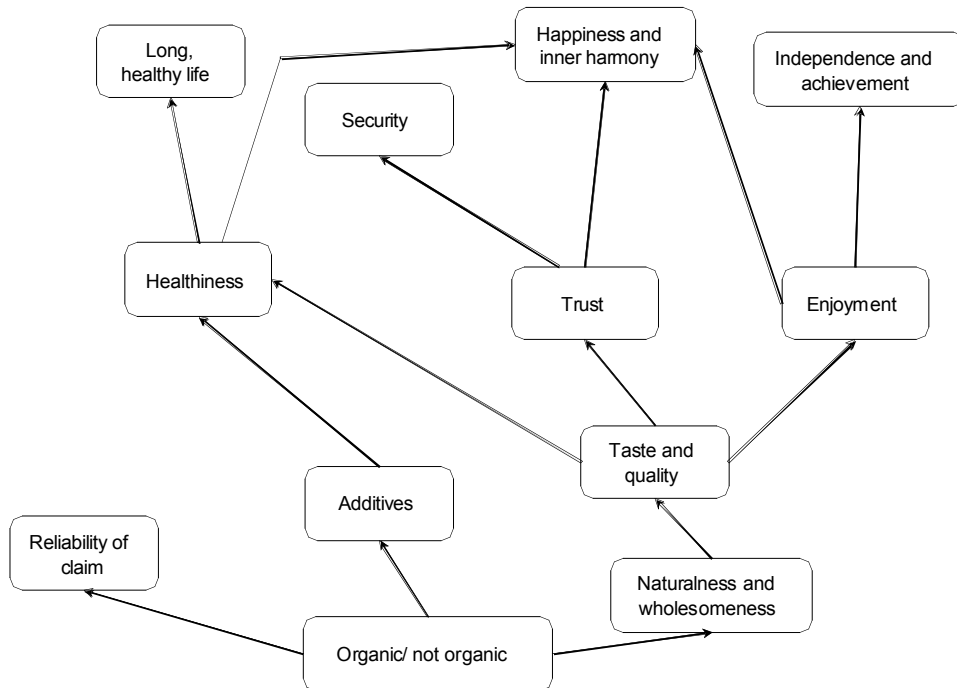 Long,
healthy life
Happiness and
inner harmony
Independence and
achievement
Security
Healthiness
Trust
Enjoyment
Taste and
quality
Additives
Reliability of
claim
Naturalness and
wholesomeness
Organic/ not organic